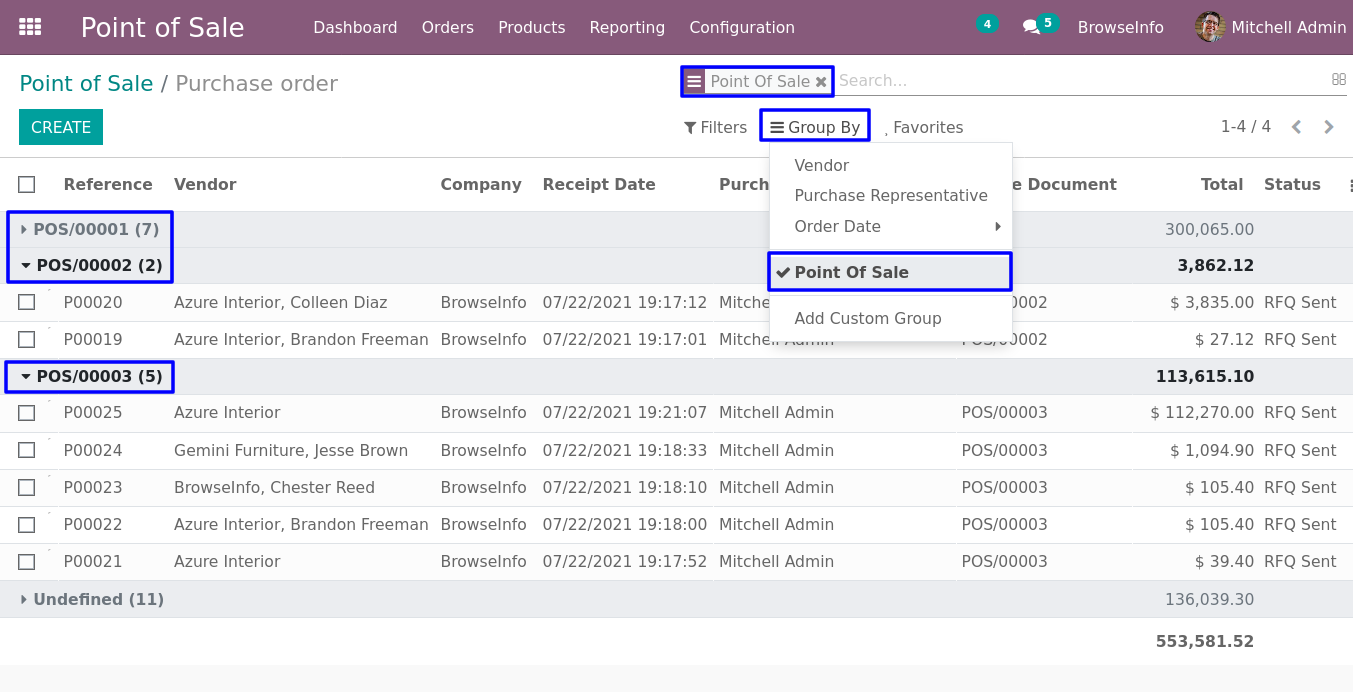 Point of Sale Dashboard Orders Products Reporting Configuration 4 5 BrowseInfo Mitchell Admin
Point of Sale / Purchase order Point Of Sale Search...
CREATE Filters Group By Favorites 1-4 / 4
Vendor
Purchase Representative
Order Date
Point Of Sale
Add Custom Group
Reference Vendor Company Receipt Date Purch e Document Total Status
POS/00001 (7) 300,065.00
POS/00002 (2) 3,862.12
P00020 Azure Interior, Colleen Diaz BrowseInfo 07/22/2021 19:17:12 Mitche 0002 $ 3,835.00 RFQ Sent
P00019 Azure Interior, Brandon Freeman BrowseInfo 07/22/2021 19:17:01 Mitchell Admin POS/00002 $ 27.12 RFQ Sent
POS/00003 (5) 113,615.10
P00025 Azure Interior BrowseInfo 07/22/2021 19:21:07 Mitchell Admin POS/00003 $ 112,270.00 RFQ Sent
P00024 Gemini Furniture, Jesse Brown BrowseInfo 07/22/2021 19:18:33 Mitchell Admin POS/00003 $ 1,094.90 RFQ Sent
P00023 BrowseInfo, Chester Reed BrowseInfo 07/22/2021 19:18:10 Mitchell Admin POS/00003 $ 105.40 RFQ Sent
P00022 Azure Interior, Brandon Freeman BrowseInfo 07/22/2021 19:18:00 Mitchell Admin POS/00003 $ 105.40 RFQ Sent
P00021 Azure Interior BrowseInfo 07/22/2021 19:17:52 Mitchell Admin POS/00003 $ 39.40 RFQ Sent
Undefined (11) 136,039.30
553,581.52